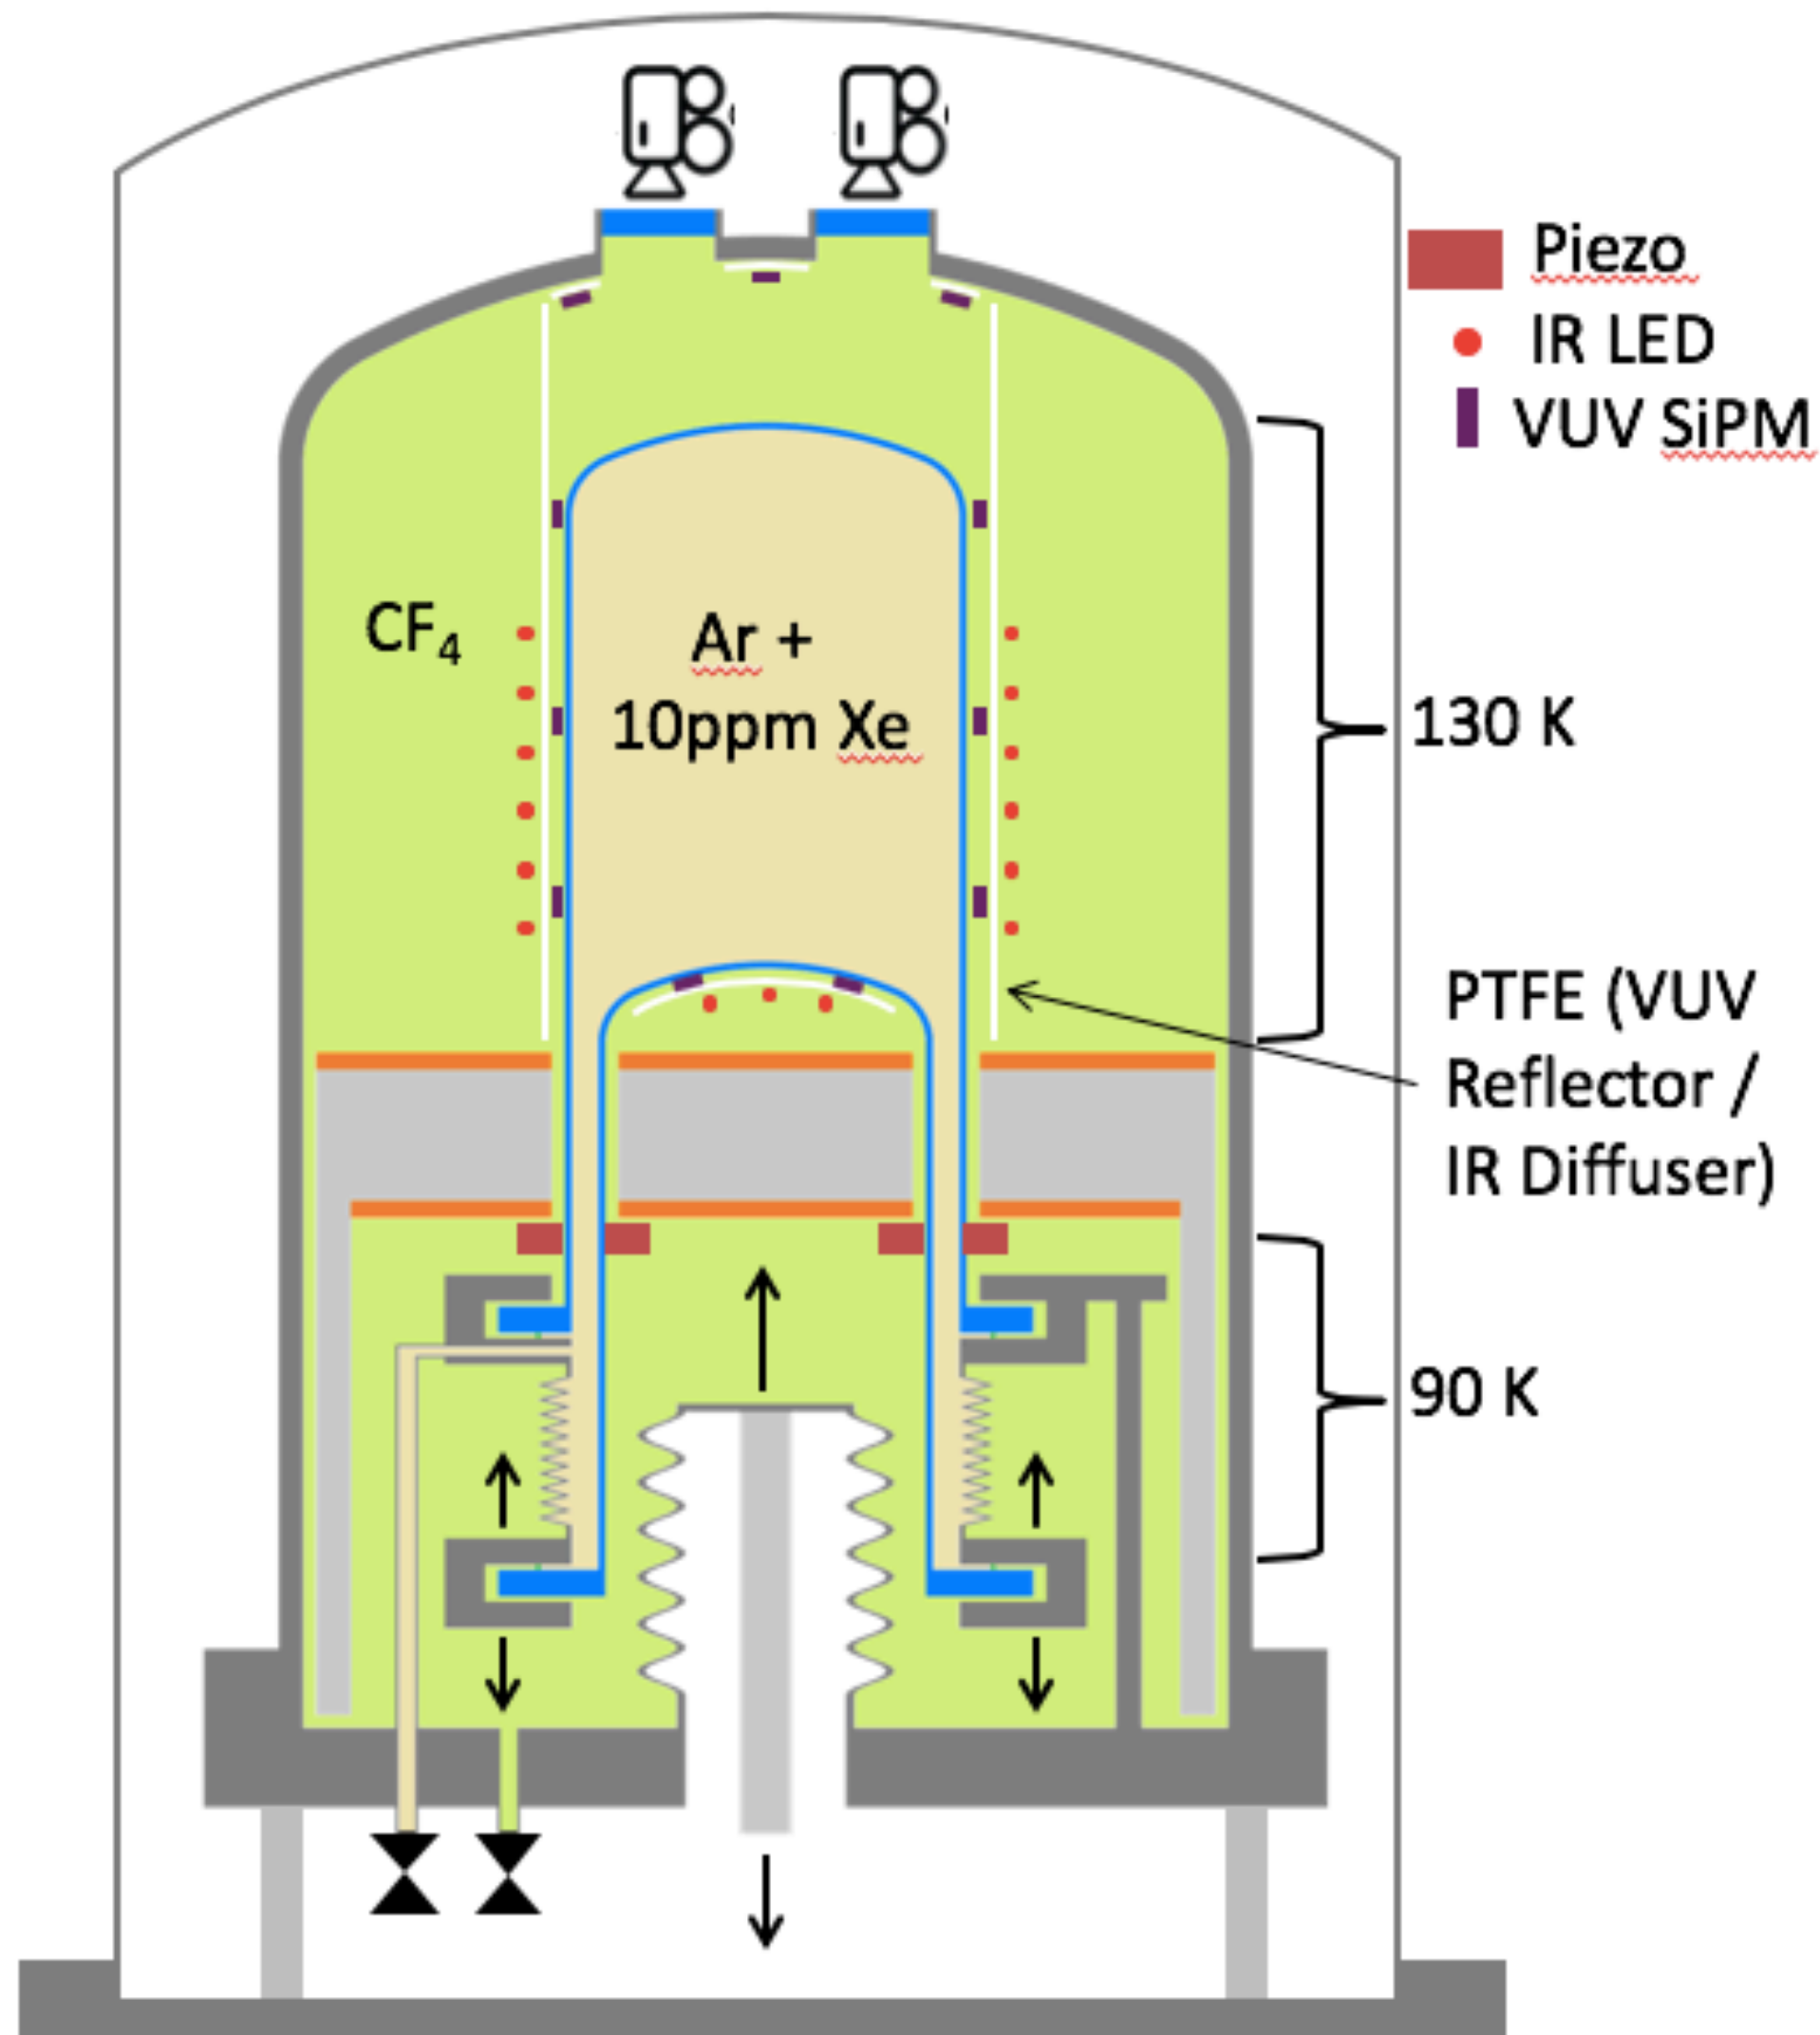 Piezo
IR LED
VUV SiPM
CF₄
Ar +
10ppm Xe
130 K
PTFE (VUV
Reflector /
IR Diffuser)
90 K